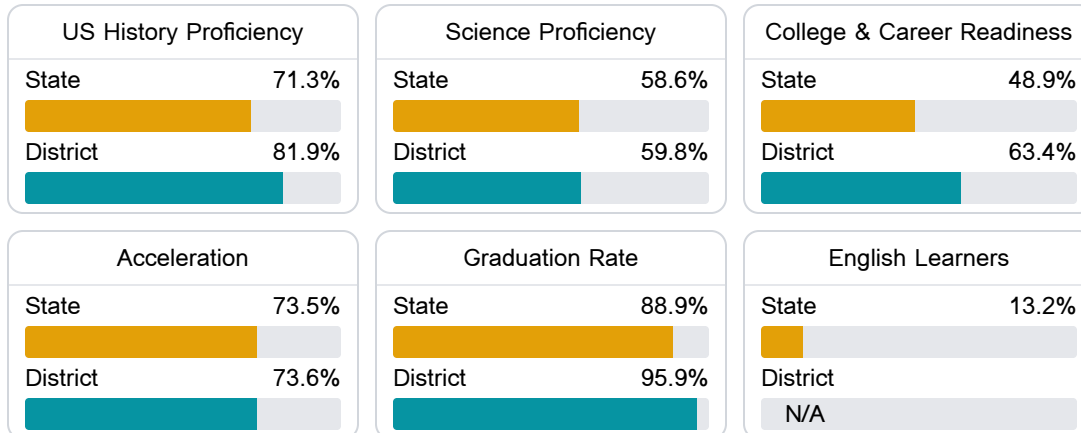 US History Proficiency
State 71.3%
District 81.9%
Science Proficiency
State 58.6%
District 59.8%
College & Career Readiness
State 48.9%
District 63.4%
Acceleration
State 73.5%
District 73.6%
Graduation Rate
State 88.9%
District 95.9%
English Learners
State 13.2%
District
N/A